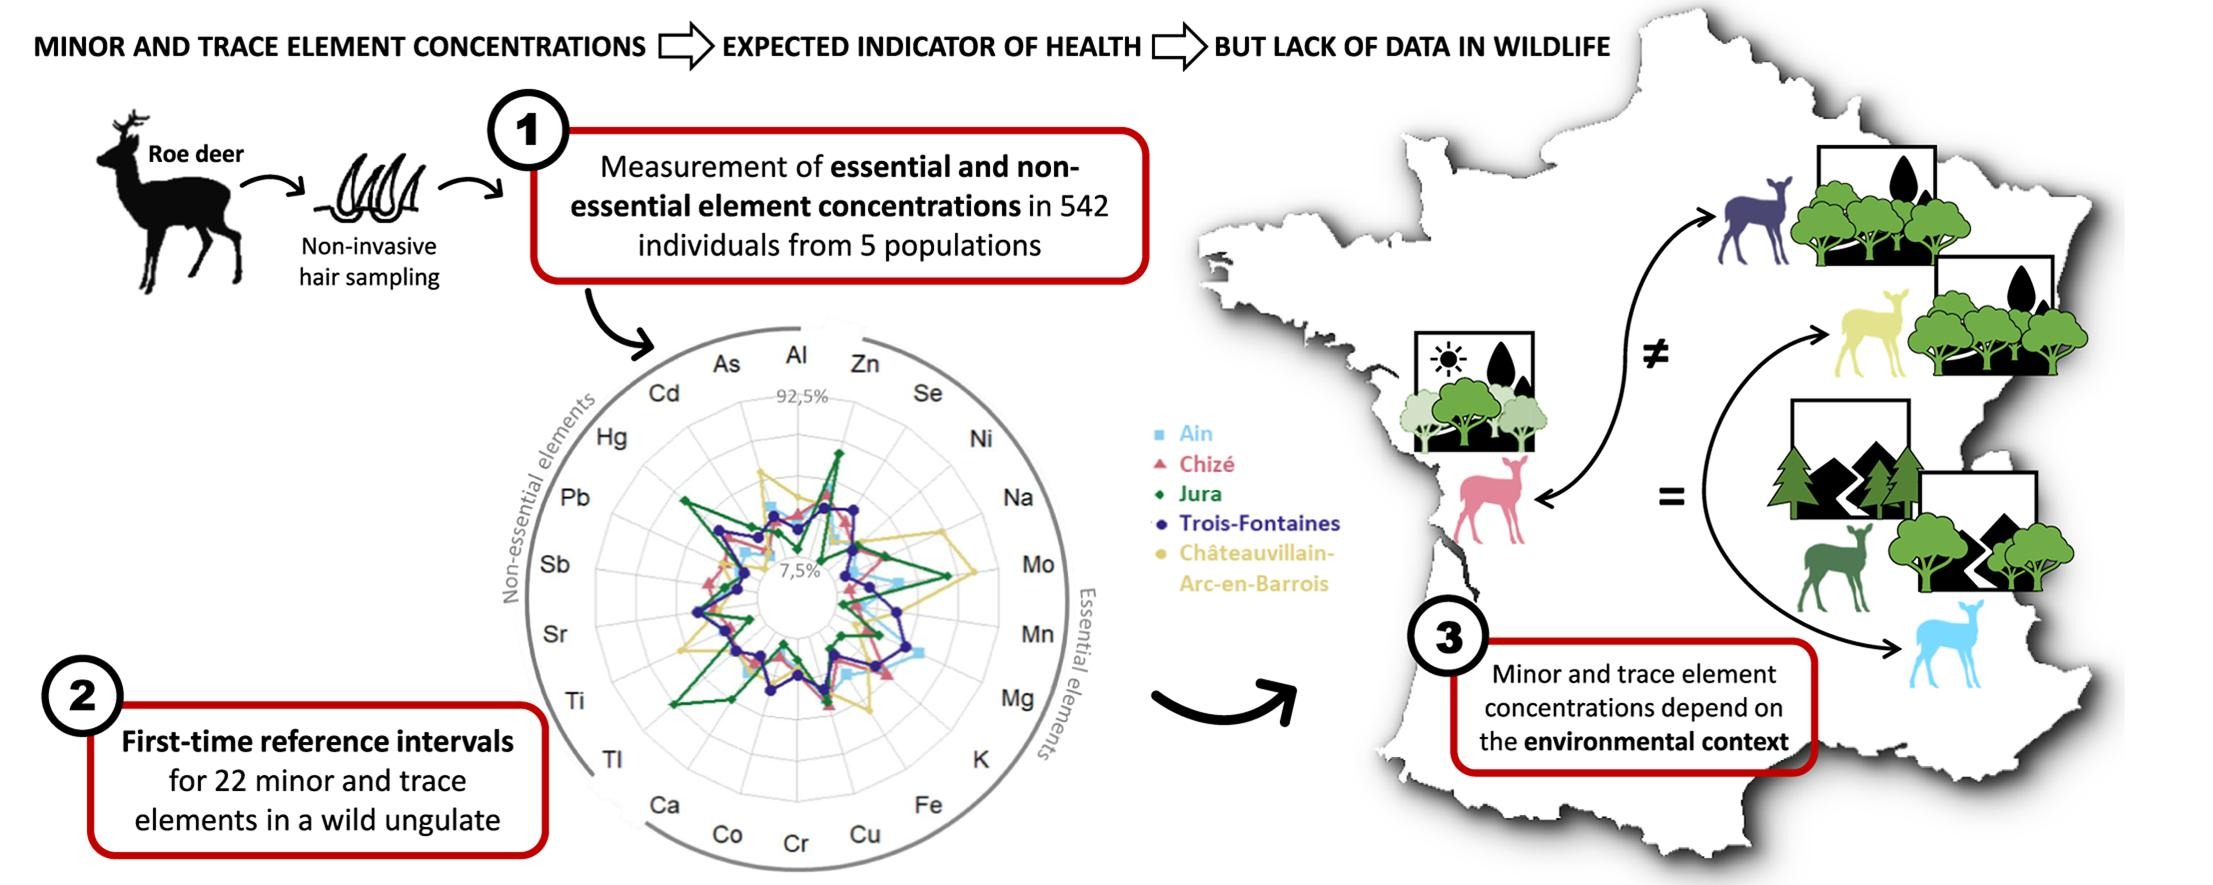 MINOR AND TRACE ELEMENT CONCENTRATIONS
EXPECTED INDICATOR OF HEALTH
BUT LACK OF DATA IN WILDLIFE
Roe deer
Non-invasive
hair sampling
1
Measurement of essential and non-
essential element concentrations in 542
individuals from 5 populations
Non-essential elements
Essential elements
Al
Zn
Se
Ni
Na
Mo
Mn
Mg
K
Fe
Cu
Cr
Co
Ca
Tl
Ti
Sr
Sb
Pb
Hg
Cd
As
92,5%
7,5%
Ain
Chizé
Jura
Trois-Fontaines
Châteauvillain-
Arc-en-Barrois
2
First-time reference intervals
for 22 minor and trace
elements in a wild ungulate
≠
=
3
Minor and trace element
concentrations depend on
the environmental context